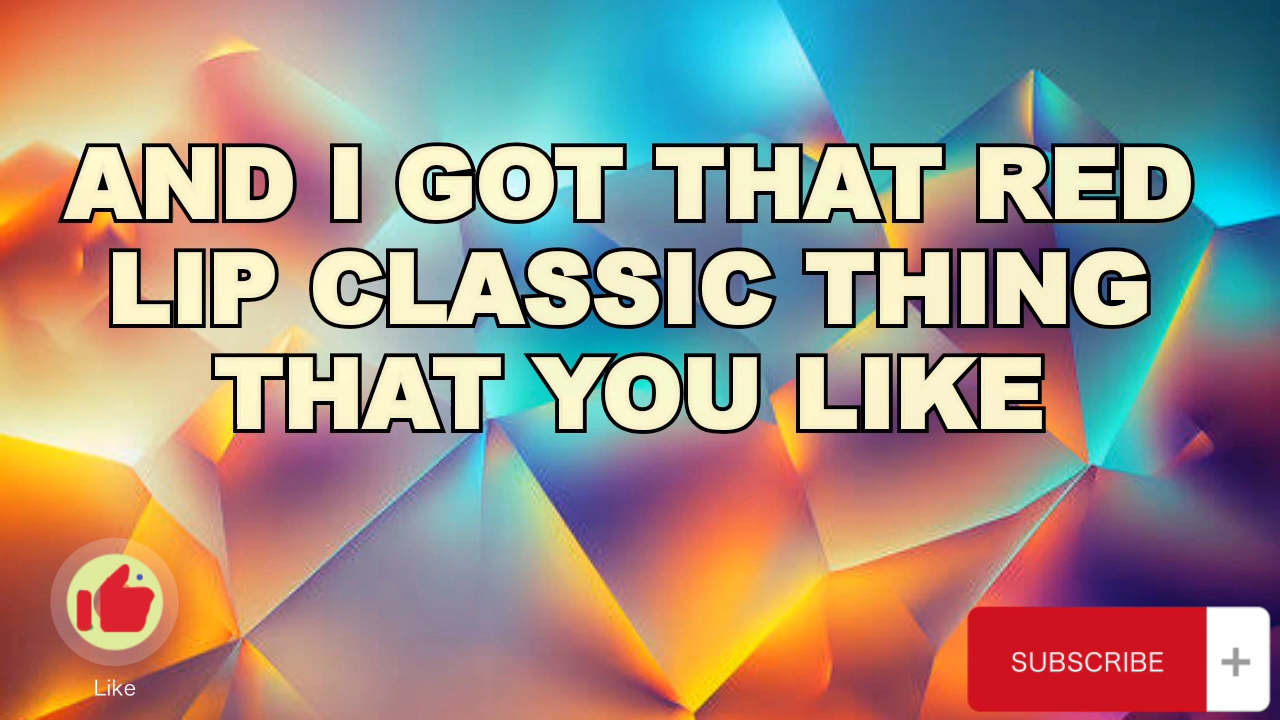 AND I GOT THAT RED
LIP CLASSIC THING
THAT YOU LIKE
Like
SUBSCRIBE +